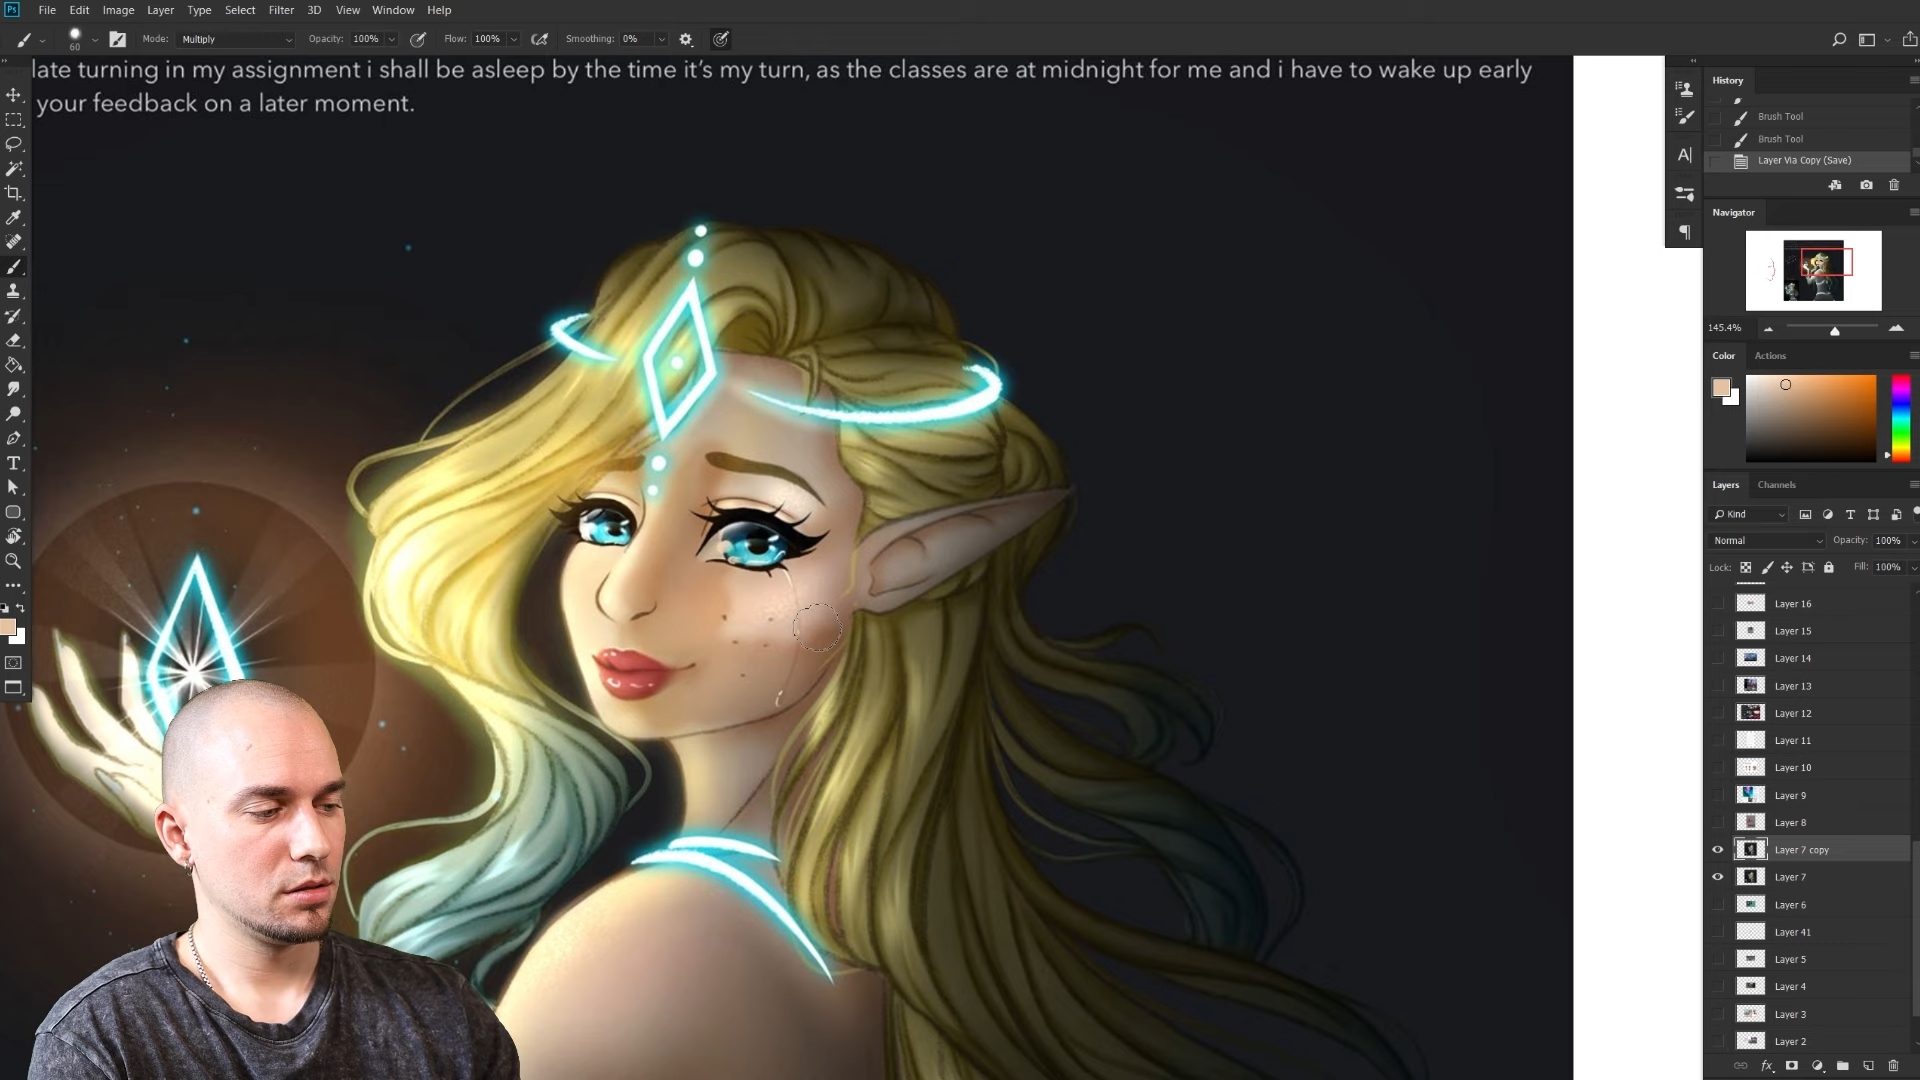 Ps File Edit Image Layer Type Select Filter 3D View Window Help
60 Mode: Multiply Opacity: 100% Flow: 100% Smoothing: 0%
late turning in my assignment i shall be asleep by the time it's my turn, as the classes are at midnight for me and i have to wake up early
your feedback on a later moment.
History
Brush Tool
Brush Tool
Layer Via Copy (Save)
Navigator
145.4%
Color Actions
Layers Channels
Kind
Normal Opacity: 100%
Lock: Fill: 100%
Layer 16
Layer 15
Layer 14
Layer 13
Layer 12
Layer 11
Layer 10
Layer 9
Layer 8
Layer 7 copy
Layer 7
Layer 6
Layer 41
Layer 5
Layer 4
Layer 3
Layer 2
fx